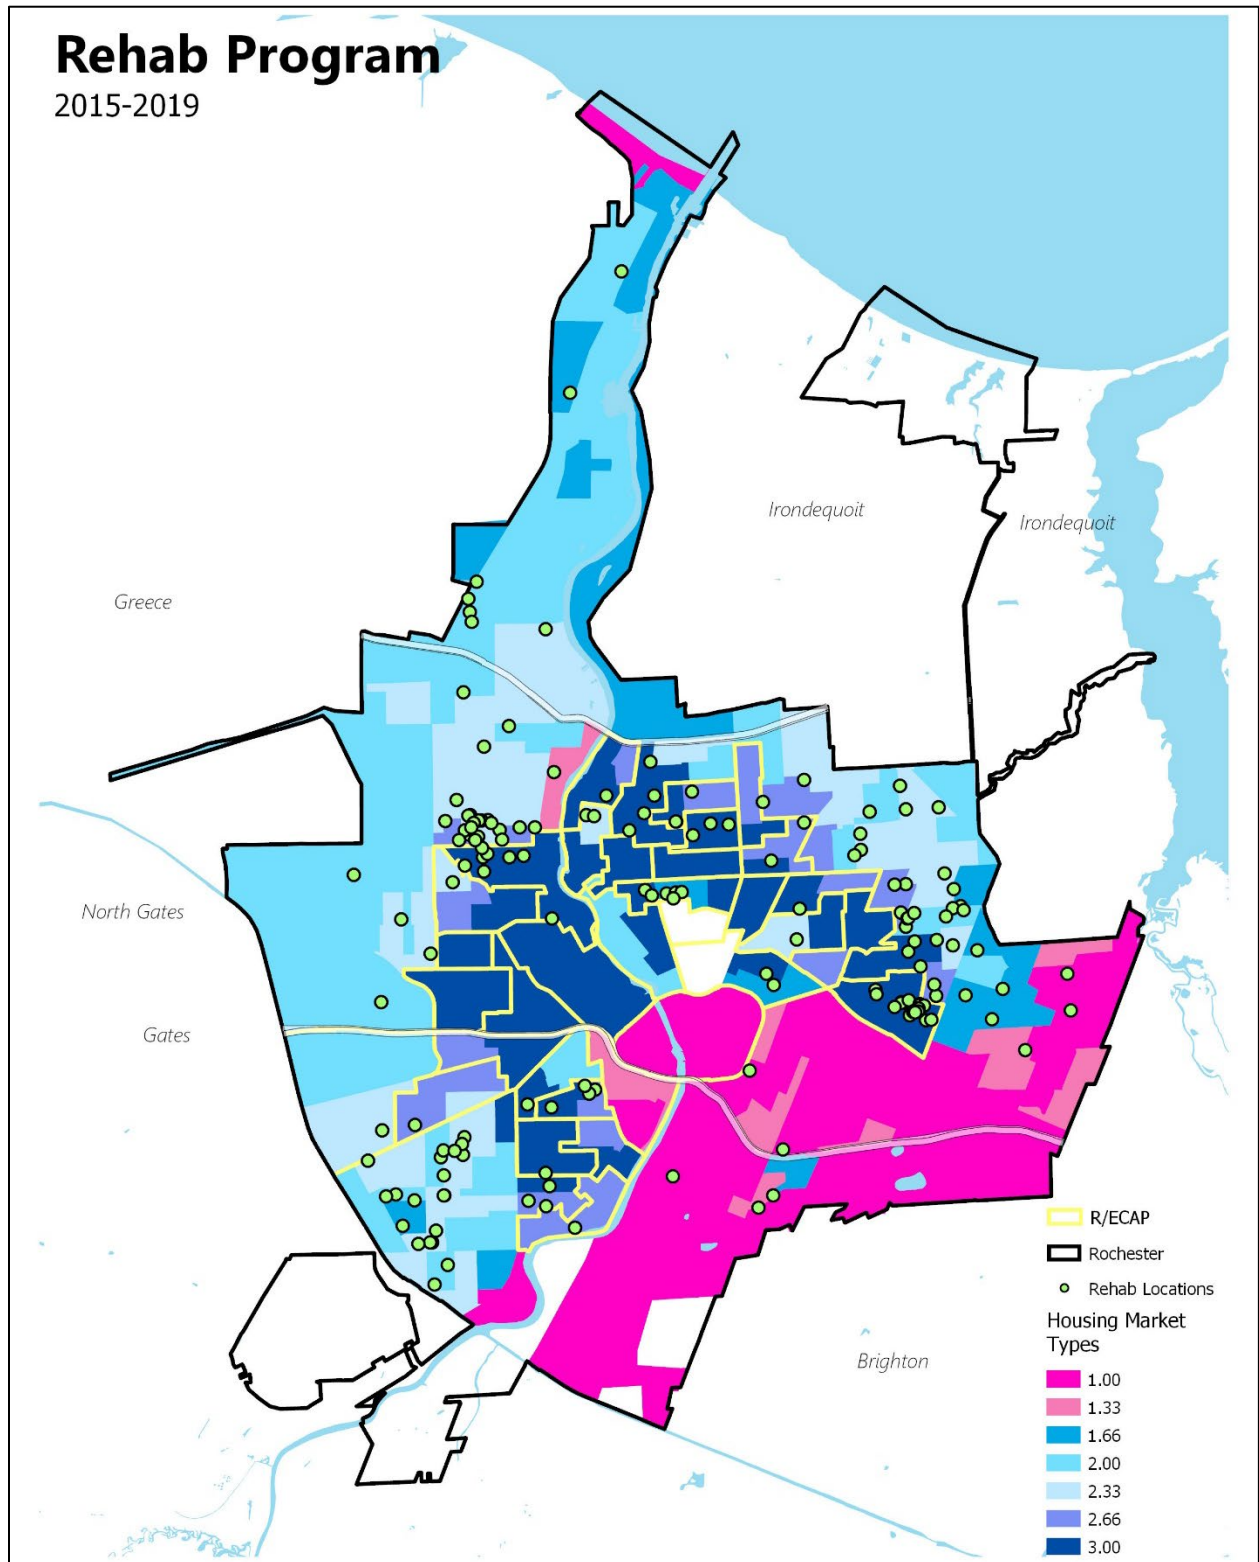 Rehab Program
2015-2019
Irondequoit
Irondequoit
Greece
North Gates
Gates
R/ECAP
Rochester
Rehab Locations
Housing Market
Types
Brighton
1.00
1.33
1.66
2.00
2.33
2.66
3.00